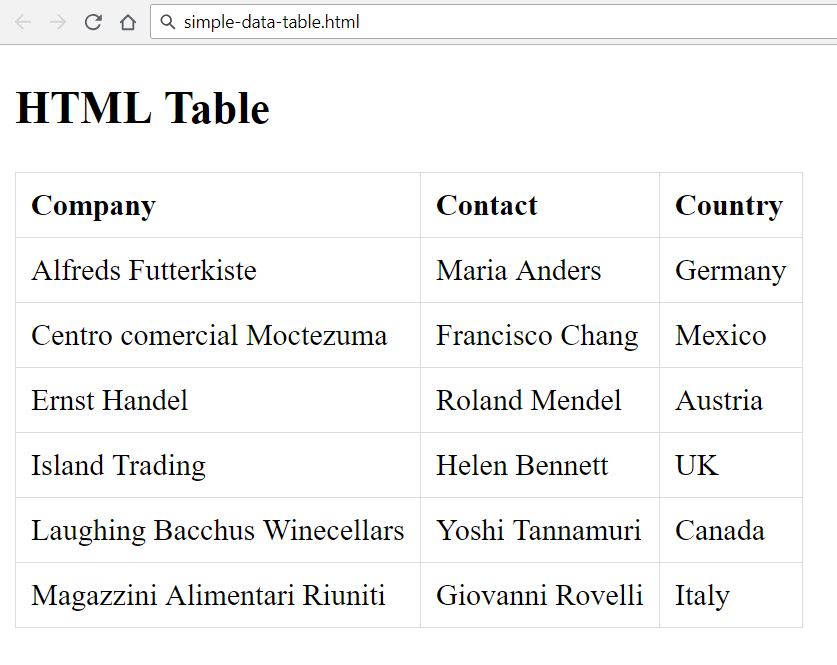 simple-data-table.html
HTML Table
Company Contact Country
Alfreds Futterkiste Maria Anders Germany
Centro comercial Moctezuma Francisco Chang Mexico
Ernst Handel Roland Mendel Austria
Island Trading Helen Bennett UK
Laughing Bacchus Winecellars Yoshi Tannamuri Canada
Magazzini Alimentari Riuniti Giovanni Rovelli Italy